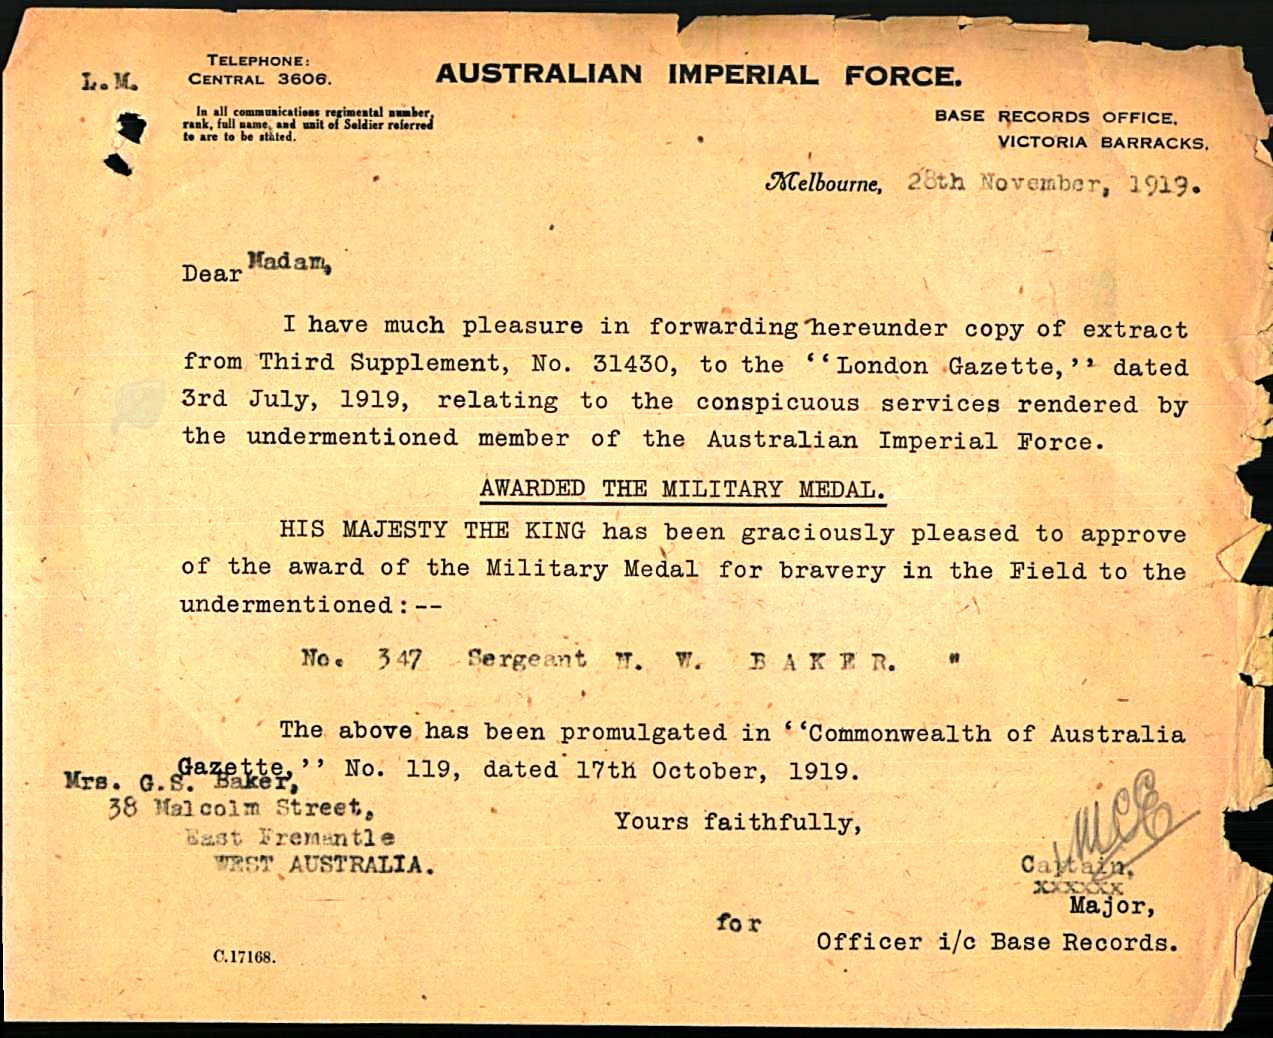 L. M.
TELEPHONE:
CENTRAL 3606.
AUSTRALIAN IMPERIAL FORCE.
In all communications regimental number,
rank, full name, and unit of Soldier referred
to are to be stated.
BASE RECORDS OFFICE,
VICTORIA BARRACKS,
Melbourne, 28th November, 1919.
Dear Madam,
I have much pleasure in forwarding hereunder copy of extract
from Third Supplement, No. 31430, to the ‘‘London Gazette,’’ dated
3rd July, 1919, relating to the conspicuous services rendered by
the undermentioned member of the Australian Imperial Force.
AWARDED THE MILITARY MEDAL.
HIS MAJESTY THE KING has been graciously pleased to approve
of the award of the Military Medal for bravery in the Field to the
undermentioned:--
No. 347 Sergeant W. W. BAKER. "
The above has been promulgated in ‘‘Commonwealth of Australia
Gazette,’’ No. 119, dated 17th October, 1919.
Mrs. G.S. Baker,
38 Malcolm Street,
East Fremantle
WEST AUSTRALIA.
Yours faithfully,
Captain.
xxxxxx
Major,
for
Officer i/c Base Records.
C.17168.